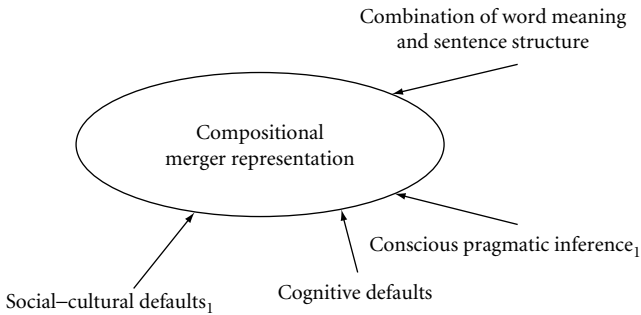 Combination of word meaning
and sentence structure
Compositional
merger representation
Conscious pragmatic inference₁
Cognitive defaults
Social–cultural defaults₁